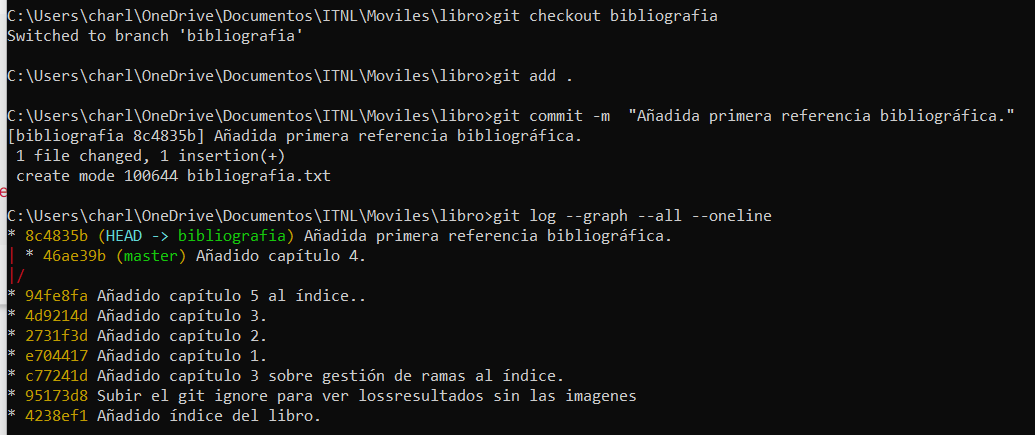 C:\Users\charl\OneDrive\Documentos\ITNL\Moviles\libro>git checkout bibliografia
Switched to branch 'bibliografia'
C:\Users\charl\OneDrive\Documentos\ITNL\Moviles\libro>git add .
C:\Users\charl\OneDrive\Documentos\ITNL\Moviles\libro>git commit -m  "Añadida primera referencia bibliográfica."
[bibliografia 8c4835b] Añadida primera referencia bibliográfica.
 1 file changed, 1 insertion(+)
 create mode 100644 bibliografia.txt
C:\Users\charl\OneDrive\Documentos\ITNL\Moviles\libro>git log --graph --all --oneline
* 8c4835b (HEAD -> bibliografia) Añadida primera referencia bibliográfica.
| * 46ae39b (master) Añadido capítulo 4.
|/
* 94fe8fa Añadido capítulo 5 al índice..
* 4d9214d Añadido capítulo 3.
* 2731f3d Añadido capítulo 2.
* e704417 Añadido capítulo 1.
* c77241d Añadido capítulo 3 sobre gestión de ramas al índice.
* 95173d8 Subir el git ignore para ver lossresultados sin las imagenes
* 4238ef1 Añadido índice del libro.